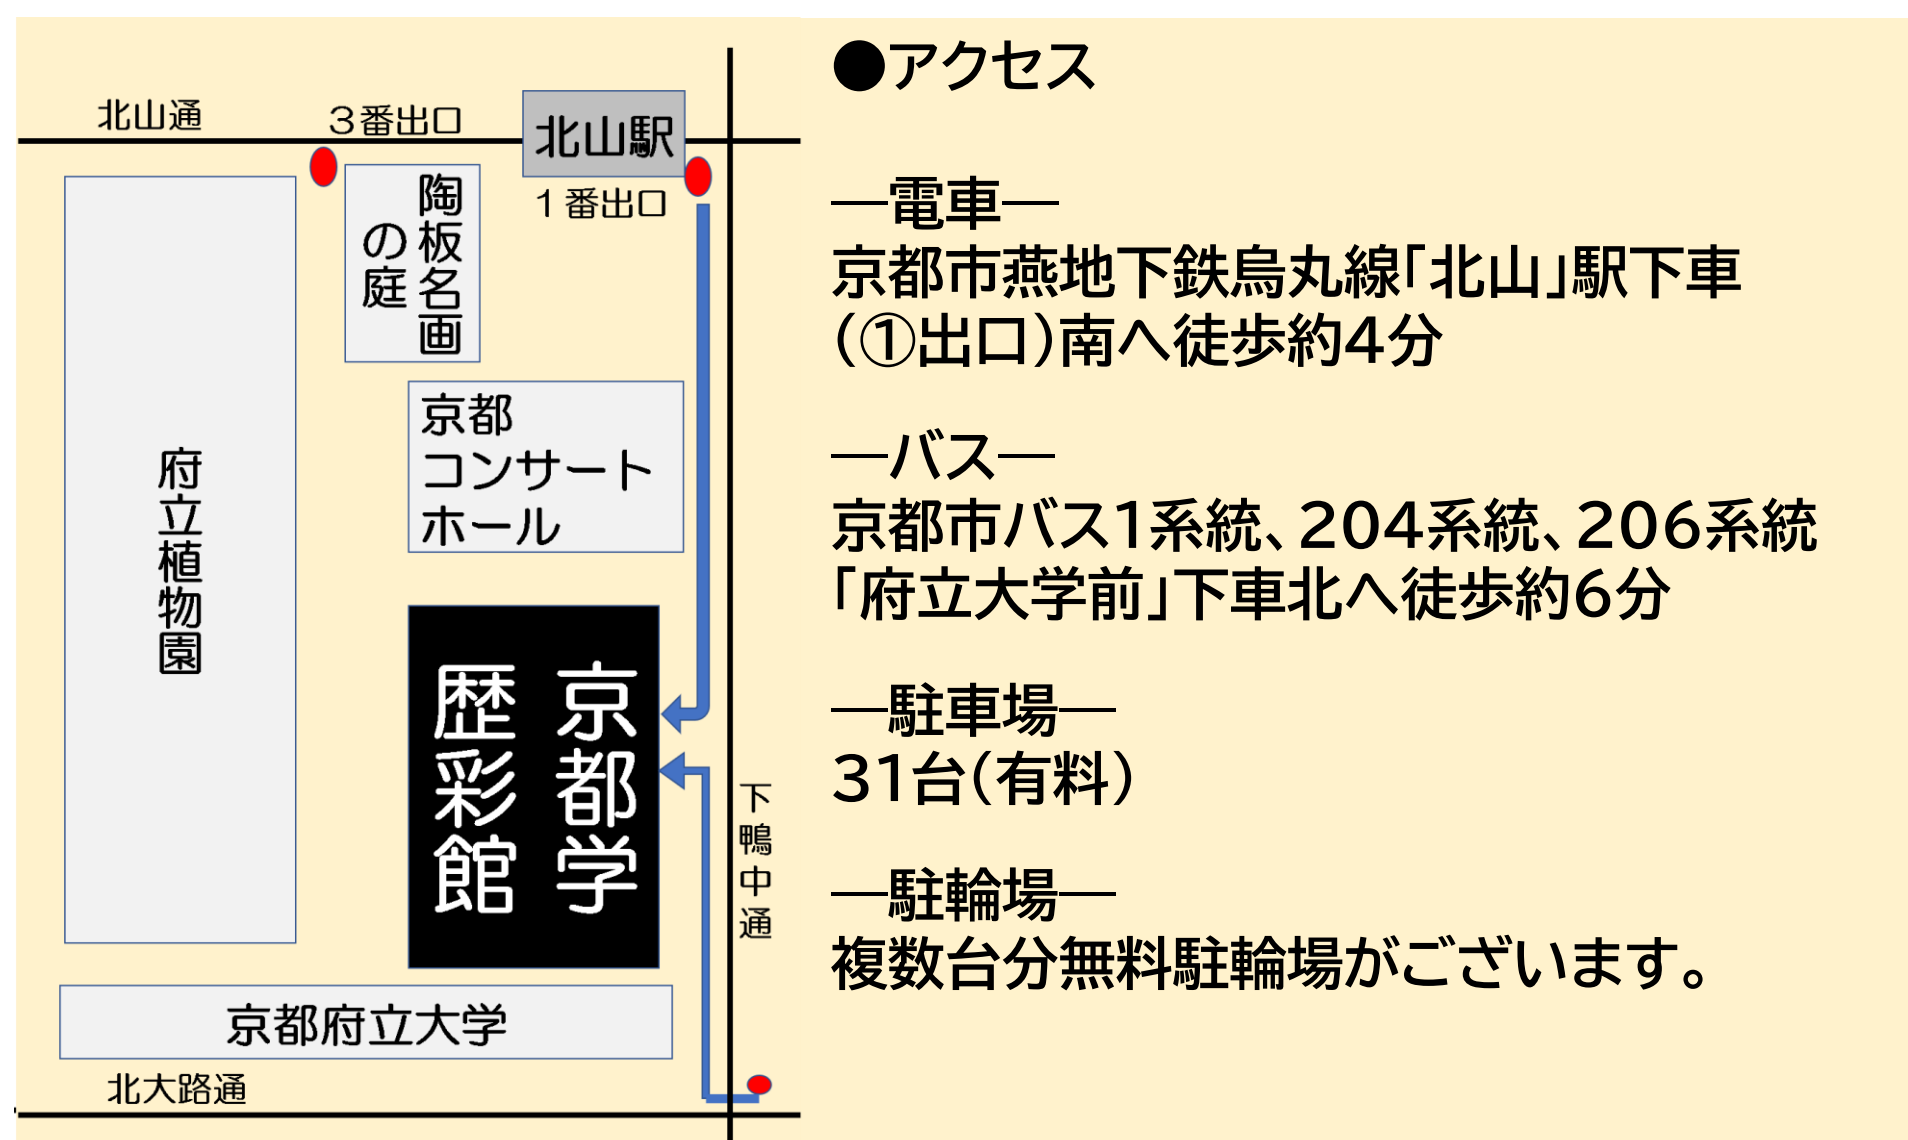 北山通
3番出口
北山駅
1番出口
陶板名画
の庭
京都
コンサート
ホール
府立植物園
京都学
歴彩館
下鴨中通
京都府立大学
北大路通
●アクセス
―電車―
京都市燕地下鉄烏丸線「北山」駅下車
(①出口)南へ徒歩約4分
―バス―
京都市バス1系統、204系統、206系統
「府立大学前」下車北へ徒歩約6分
―駐車場―
31台(有料)
―駐輪場―
複数台分無料駐輪場がございます。